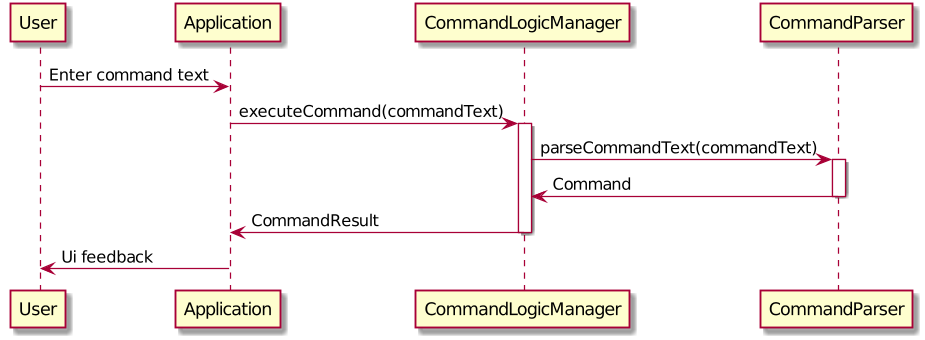 User Application CommandLogicManager CommandParser
Enter command text
executeCommand(commandText)
parseCommandText(commandText)
Command
CommandResult
Ui feedback
User Application CommandLogicManager CommandParser